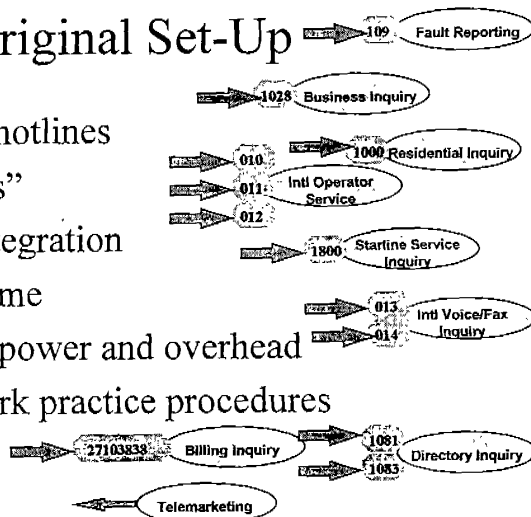 riginal Set-Up
109 Fault Reporting
1028 Business Inquiry
hotlines
1000 Residential Inquiry
010
s”
011 Intl Operator
Service
012
tegration
1800 Starline Service
Inquiry
me
013 Intl Voice/Fax
014 Inquiry
power and overhead
rk practice procedures
27103838 Billing Inquiry
1081 Directory Inquiry
1083
Telemarketing